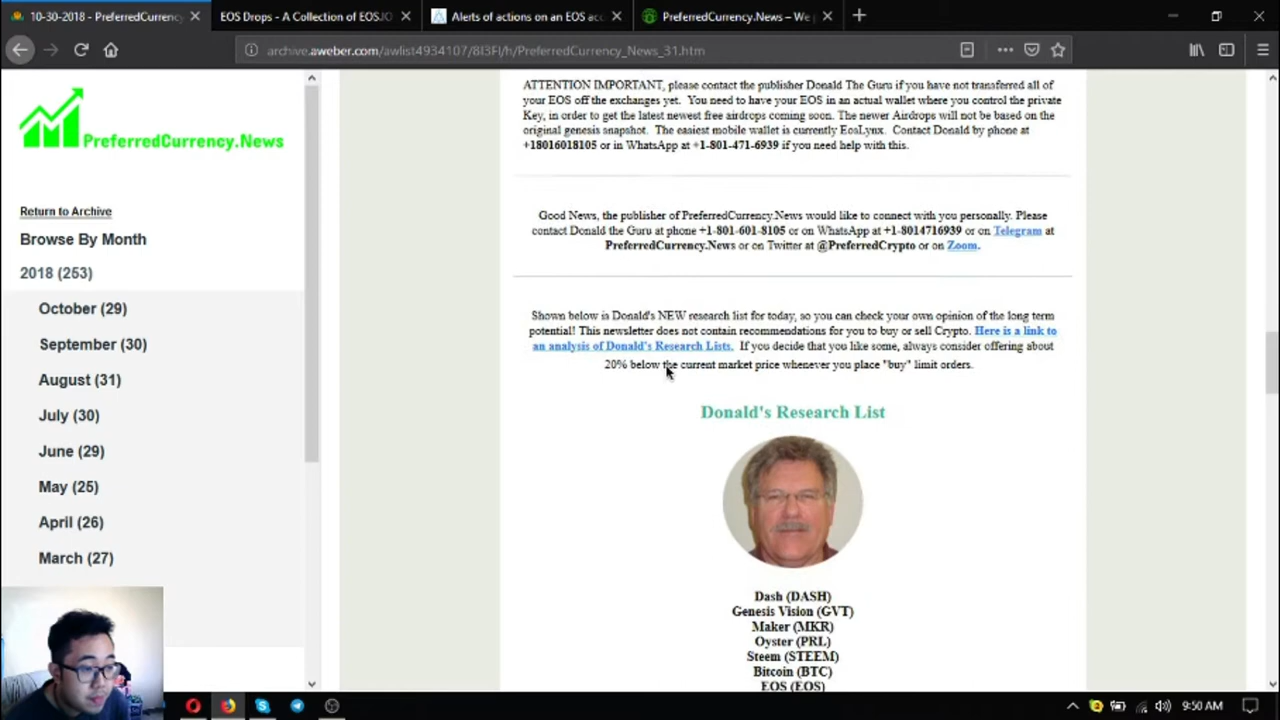 10-30-2018 - PreferredCurrency
EOS Drops - A Collection of EOS.IO
Alerts of actions on an EOS acc
PreferredCurrency.News – We
archive.aweber.com/awlist4934107/8I3Fl/h/PreferredCurrency_News_31.htm
PreferredCurrency.News
Return to Archive
Browse By Month
2018 (253)
October (29)
September (30)
August (31)
July (30)
June (29)
May (25)
April (26)
March (27)
ATTENTION IMPORTANT, please contact the publisher Donald The Guru if you have not transferred all of
your EOS off the exchanges yet. You need to have your EOS in an actual wallet where you control the private
Key, in order to get the latest newest free airdrops coming soon. The newer Airdrops will not be based on the
original genesis snapshot. The easiest mobile wallet is currently EosLynx. Contact Donald by phone at
+18016018105 or in WhatsApp at +1-801-471-6939 if you need help with this.
Good News, the publisher of PreferredCurrency.News would like to connect with you personally. Please
contact Donald the Guru at phone +1-801-601-8105 or on WhatsApp at +1-8014716939 or on Telegram at
PreferredCurrency.News or on Twitter at @PreferredCrypto or on Zoom.
Shown below is Donald's NEW research list for today, so you can check your own opinion of the long term
potential! This newsletter does not contain recommendations for you to buy or sell Crypto. Here is a link to
an analysis of Donald's Research Lists. If you decide that you like some, always consider offering about
20% below the current market price whenever you place "buy" limit orders.
Donald's Research List
Dash (DASH)
Genesis Vision (GVT)
Maker (MKR)
Oyster (PRL)
Steem (STEEM)
Bitcoin (BTC)
EOS (EOS)
9:50 AM